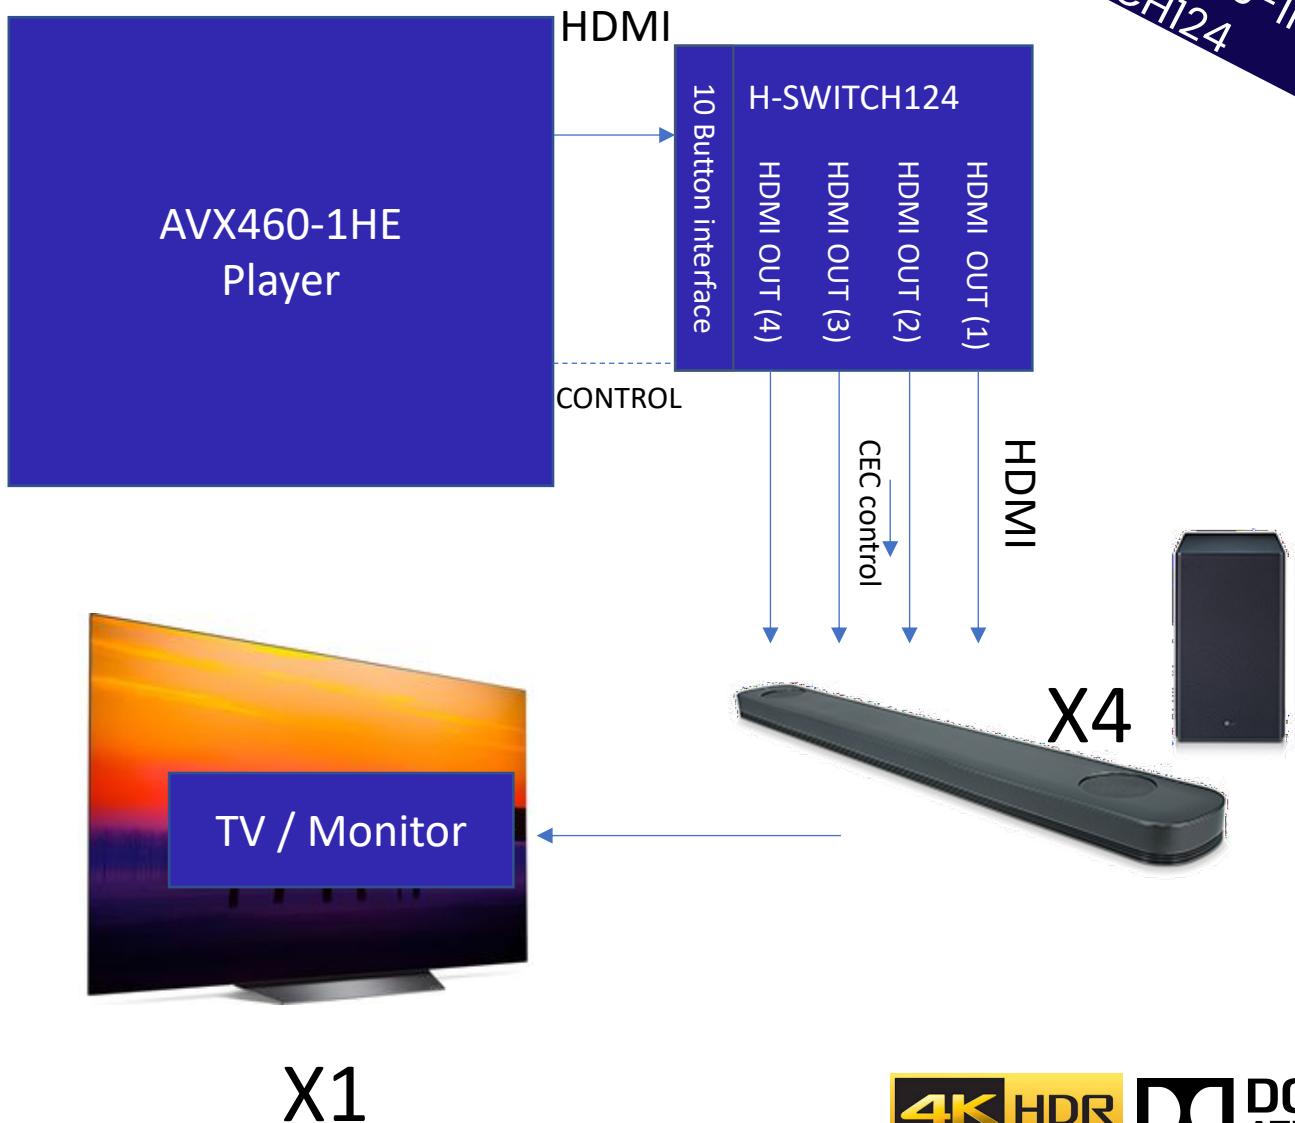 HDMI
CH124
AVX460-1HE
Player
10 Button interface
H-SWITCH124
HDMI OUT (4)
HDMI OUT (3)
HDMI OUT (2)
HDMI OUT (1)
CONTROL
CEC control
HDMI
X4
TV / Monitor
X1
4K HDR